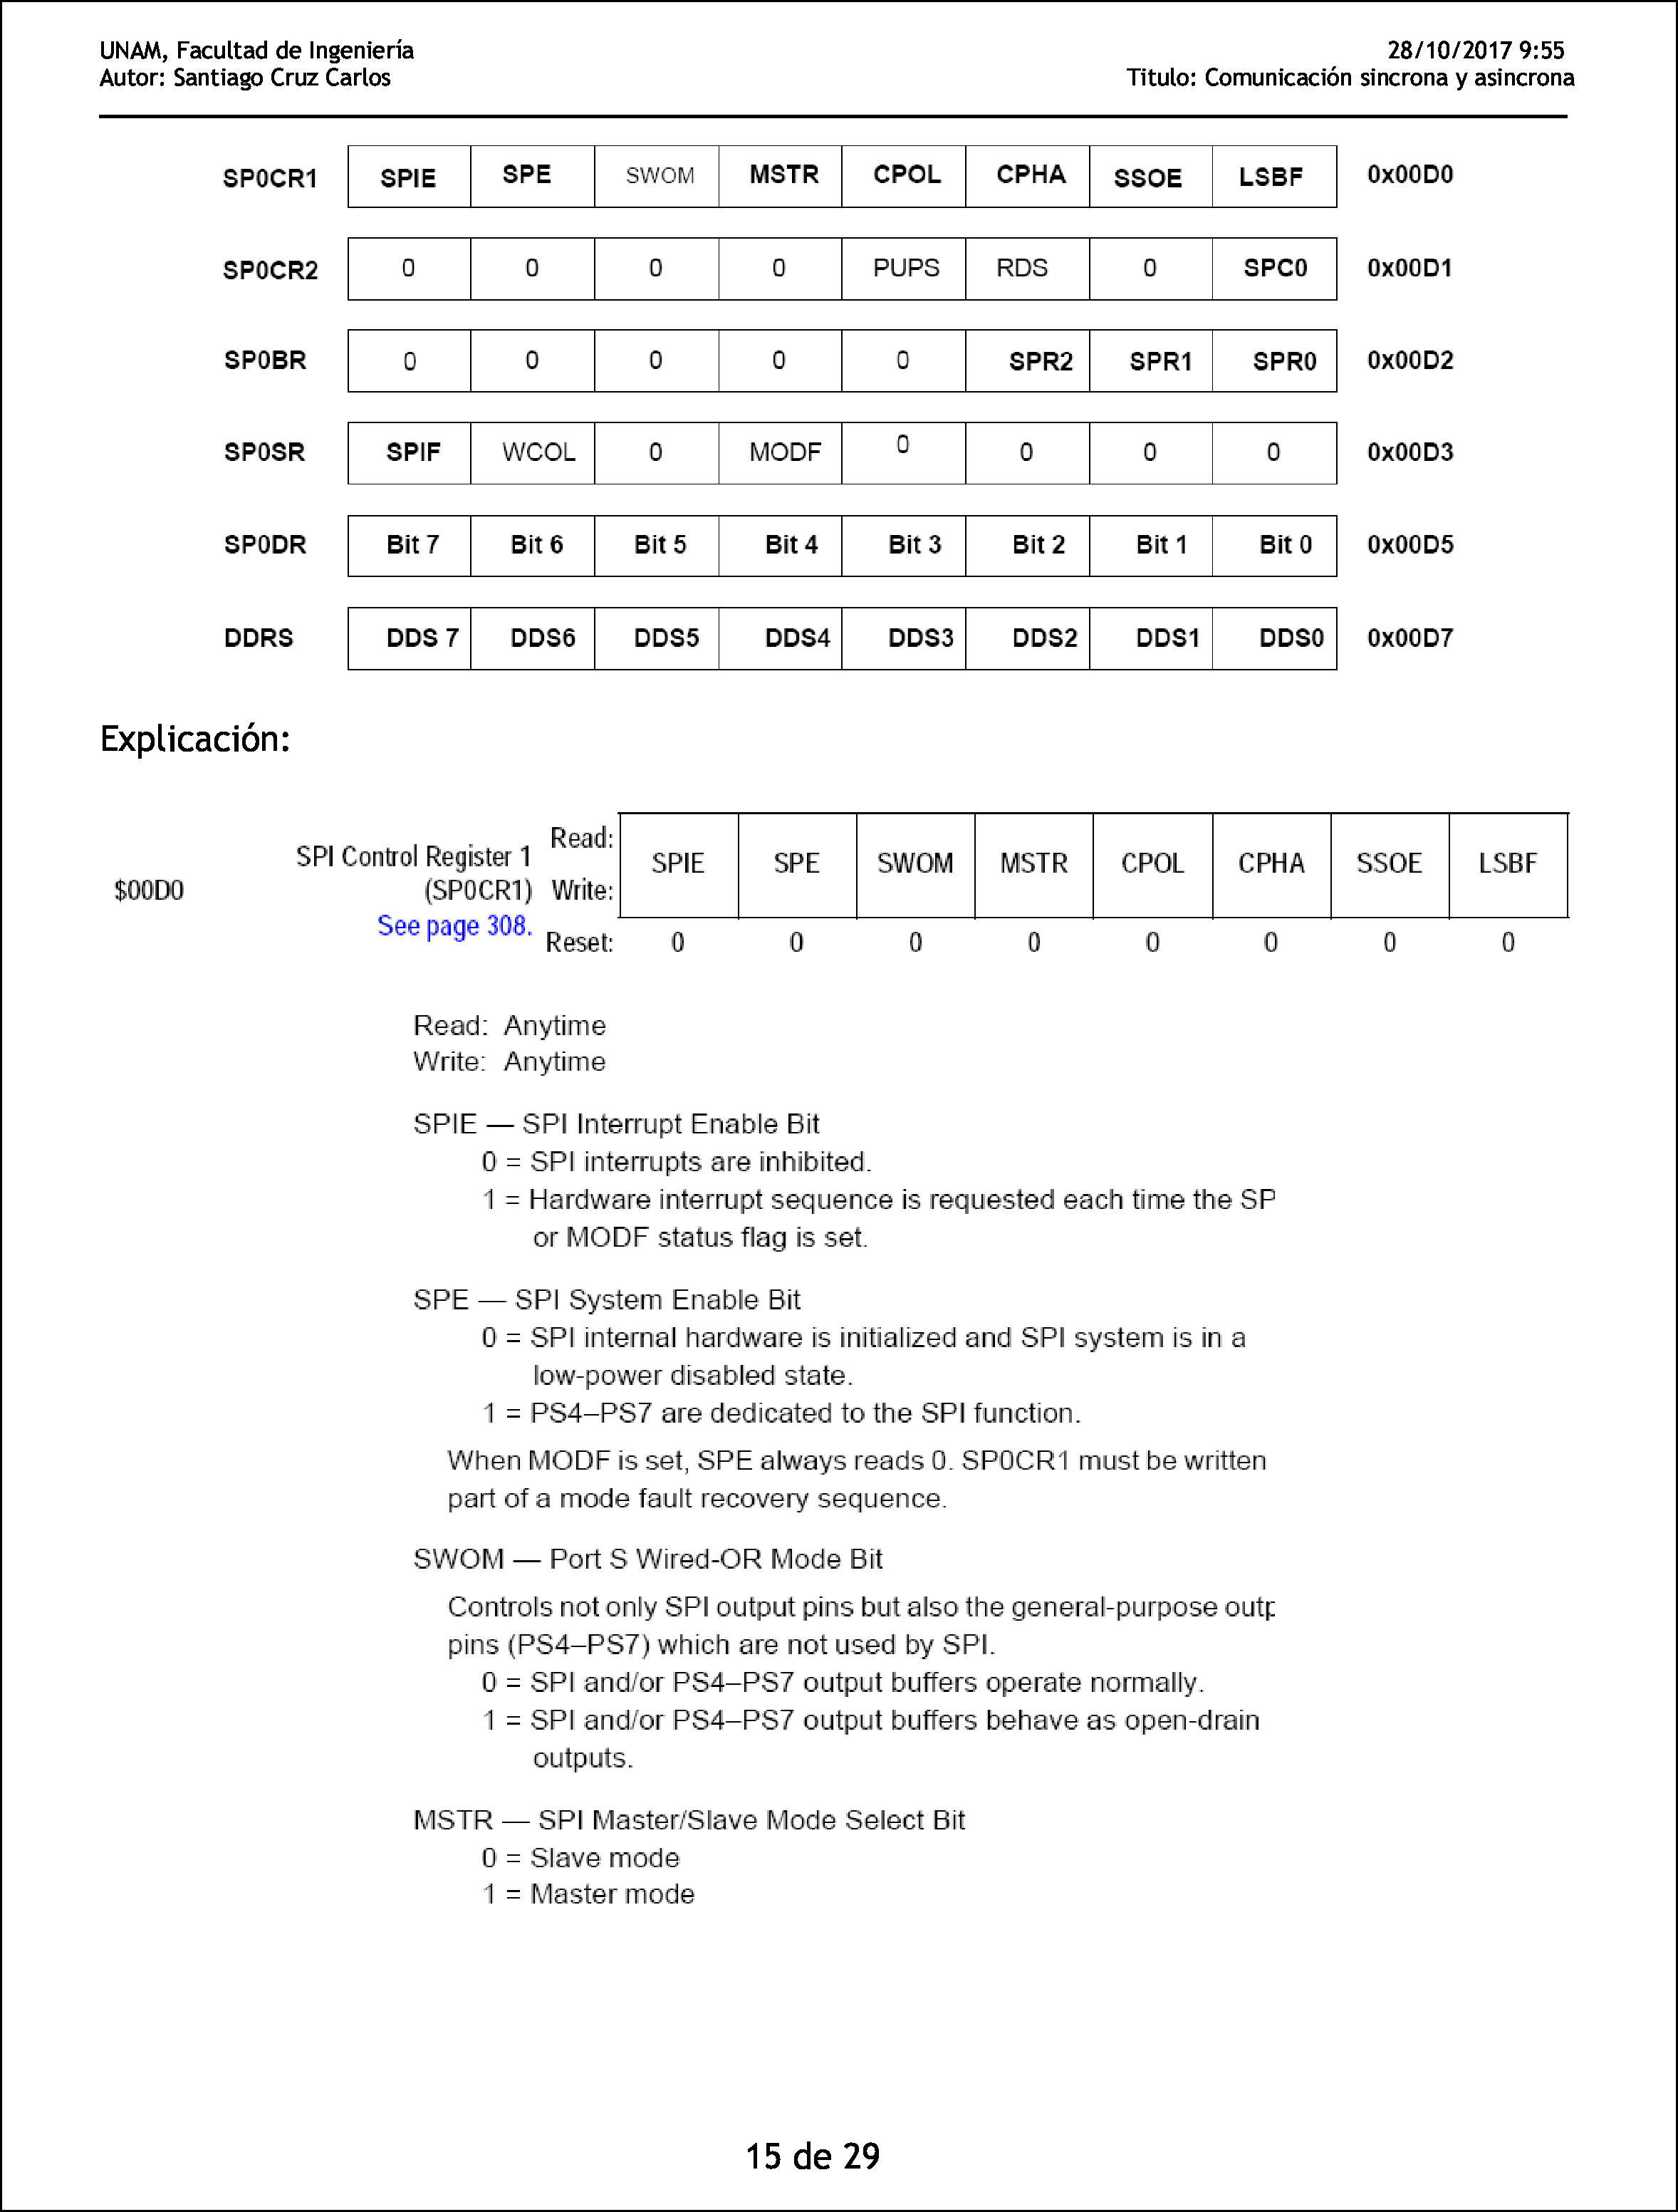 UNAM, Facultad de Ingeniería 28/10/2017 9:55
Autor: Santiago Cruz Carlos Titulo: Comunicación sincrona y asincrona
SP0CR1 SPIE SPE SWOM MSTR CPOL CPHA SSOE LSBF 0x00D0
SP0CR2 0 0 0 0 PUPS RDS 0 SPC0 0x00D1
SP0BR 0 0 0 0 0 SPR2 SPR1 SPR0 0x00D2
SP0SR SPIF WCOL 0 MODF 0 0 0 0 0x00D3
SP0DR Bit 7 Bit 6 Bit 5 Bit 4 Bit 3 Bit 2 Bit 1 Bit 0 0x00D5
DDRS DDS 7 DDS6 DDS5 DDS4 DDS3 DDS2 DDS1 DDS0 0x00D7
Explicación:
$00D0 SPI Control Register 1
(SP0CR1)
See page 308.
Read:
Write:
SPIE SPE SWOM MSTR CPOL CPHA SSOE LSBF
Reset: 0 0 0 0 0 0 0 0
Read: Anytime
Write: Anytime
SPIE — SPI Interrupt Enable Bit
0 = SPI interrupts are inhibited.
1 = Hardware interrupt sequence is requested each time the SP
or MODF status flag is set.
SPE — SPI System Enable Bit
0 = SPI internal hardware is initialized and SPI system is in a
low-power disabled state.
1 = PS4–PS7 are dedicated to the SPI function.
When MODF is set, SPE always reads 0. SP0CR1 must be written
part of a mode fault recovery sequence.
SWOM — Port S Wired-OR Mode Bit
Controls not only SPI output pins but also the general-purpose outp
pins (PS4–PS7) which are not used by SPI.
0 = SPI and/or PS4–PS7 output buffers operate normally.
1 = SPI and/or PS4–PS7 output buffers behave as open-drain
outputs.
MSTR — SPI Master/Slave Mode Select Bit
0 = Slave mode
1 = Master mode
15 de 29